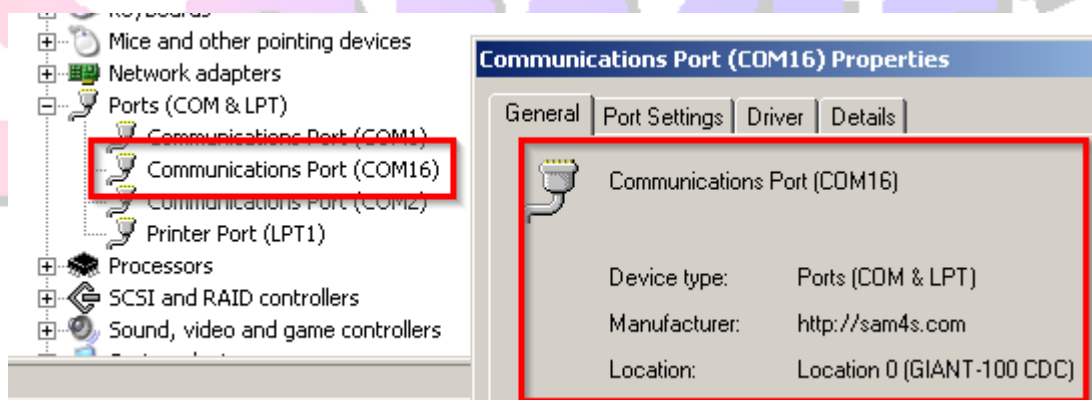 Keyboards
Mice and other pointing devices
Network adapters
Ports (COM & LPT)
Communications Port (COM1)
Communications Port (COM16)
Communications Port (COM2)
Printer Port (LPT1)
Processors
SCSI and RAID controllers
Sound, video and game controllers
Communications Port (COM16) Properties
General Port Settings Driver Details
Communications Port (COM16)
Device type: Ports (COM & LPT)
Manufacturer: http://sam4s.com
Location: Location 0 (GIANT-100 CDC)